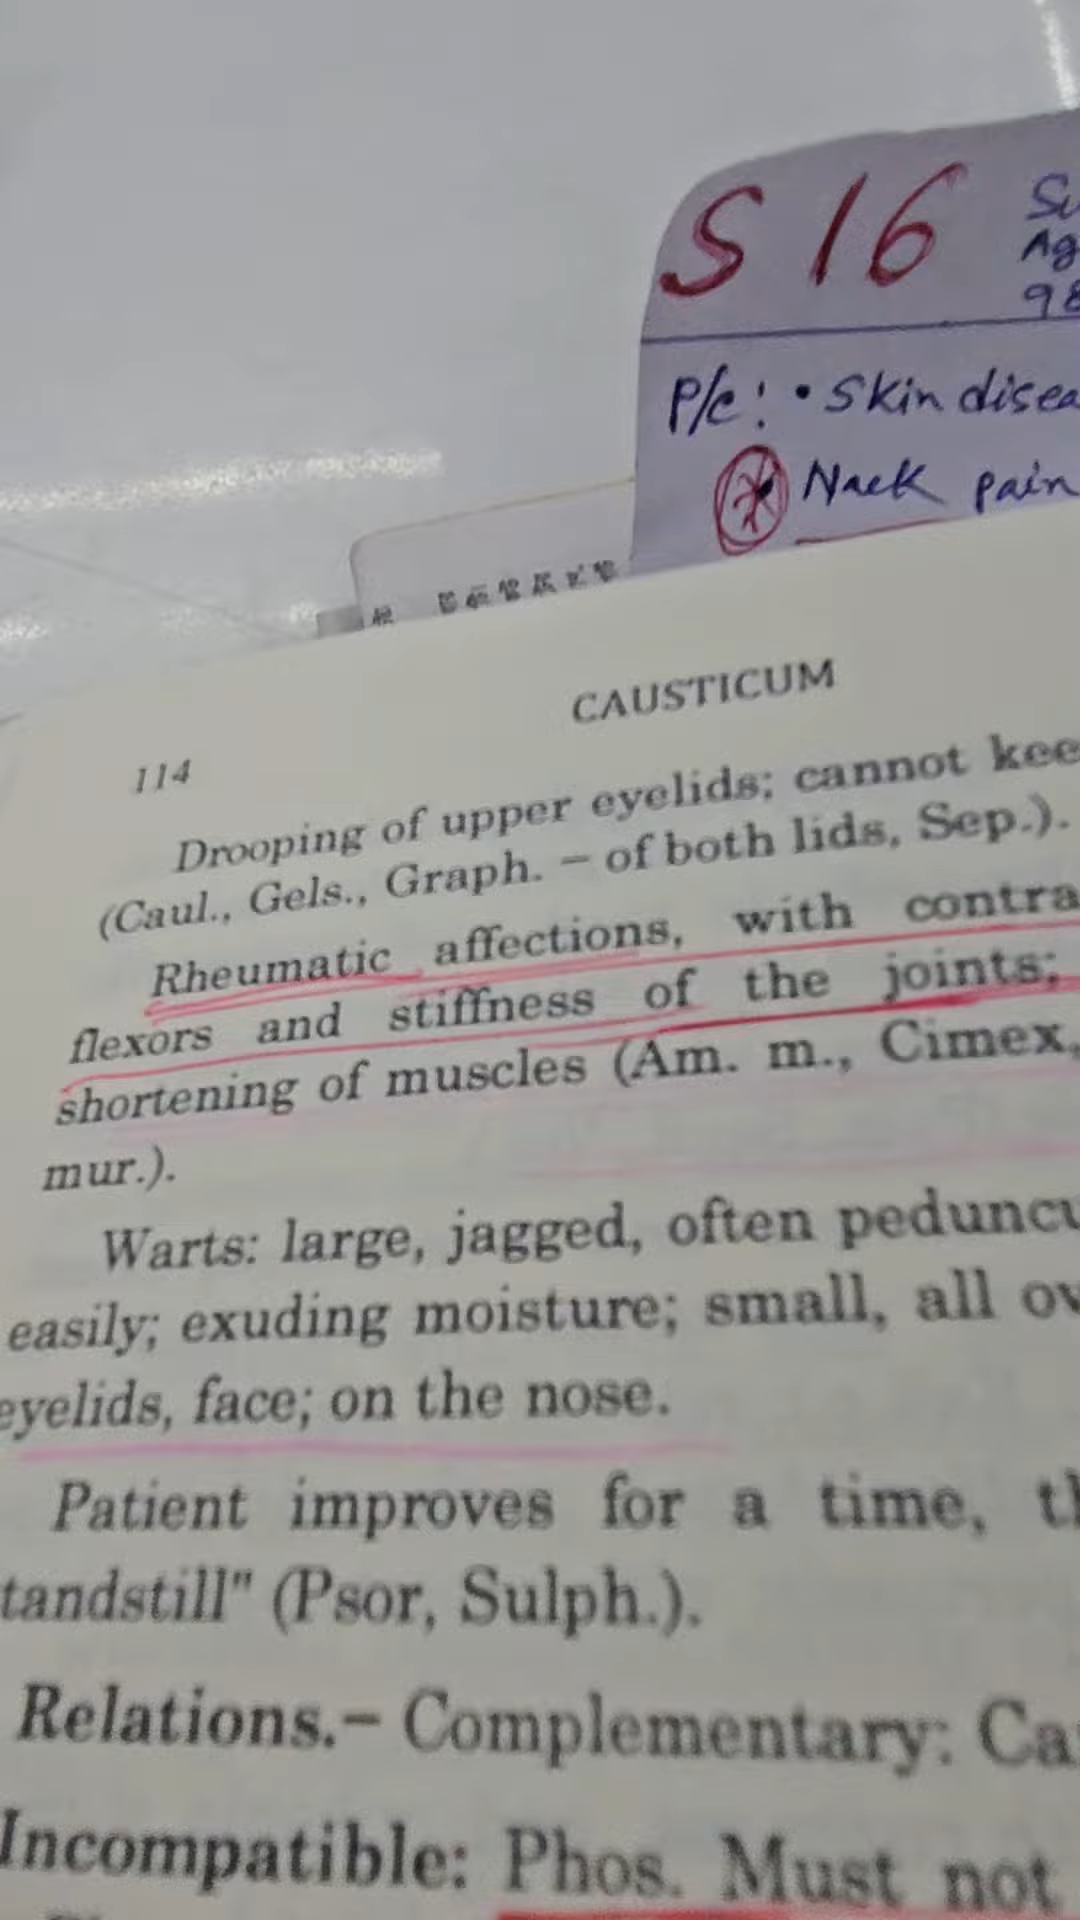 S 16
P/c: • Skin
Nack pain
CAUSTICUM
114
Drooping of upper eyelids; cannot
(Caul., Gels., Graph. – of both lids, Sep.).
Rheumatic affections, with
flexors and stiffness of the joints;
shortening of muscles (Am. m., Cimex,
mur.).
Warts: large, jagged, often
easily; exuding moisture; small, all
eyelids, face; on the nose.
Patient improves for a time,
tandstill" (Psor, Sulph.).
Relations.– Complementary:
Incompatible: Phos. Must not